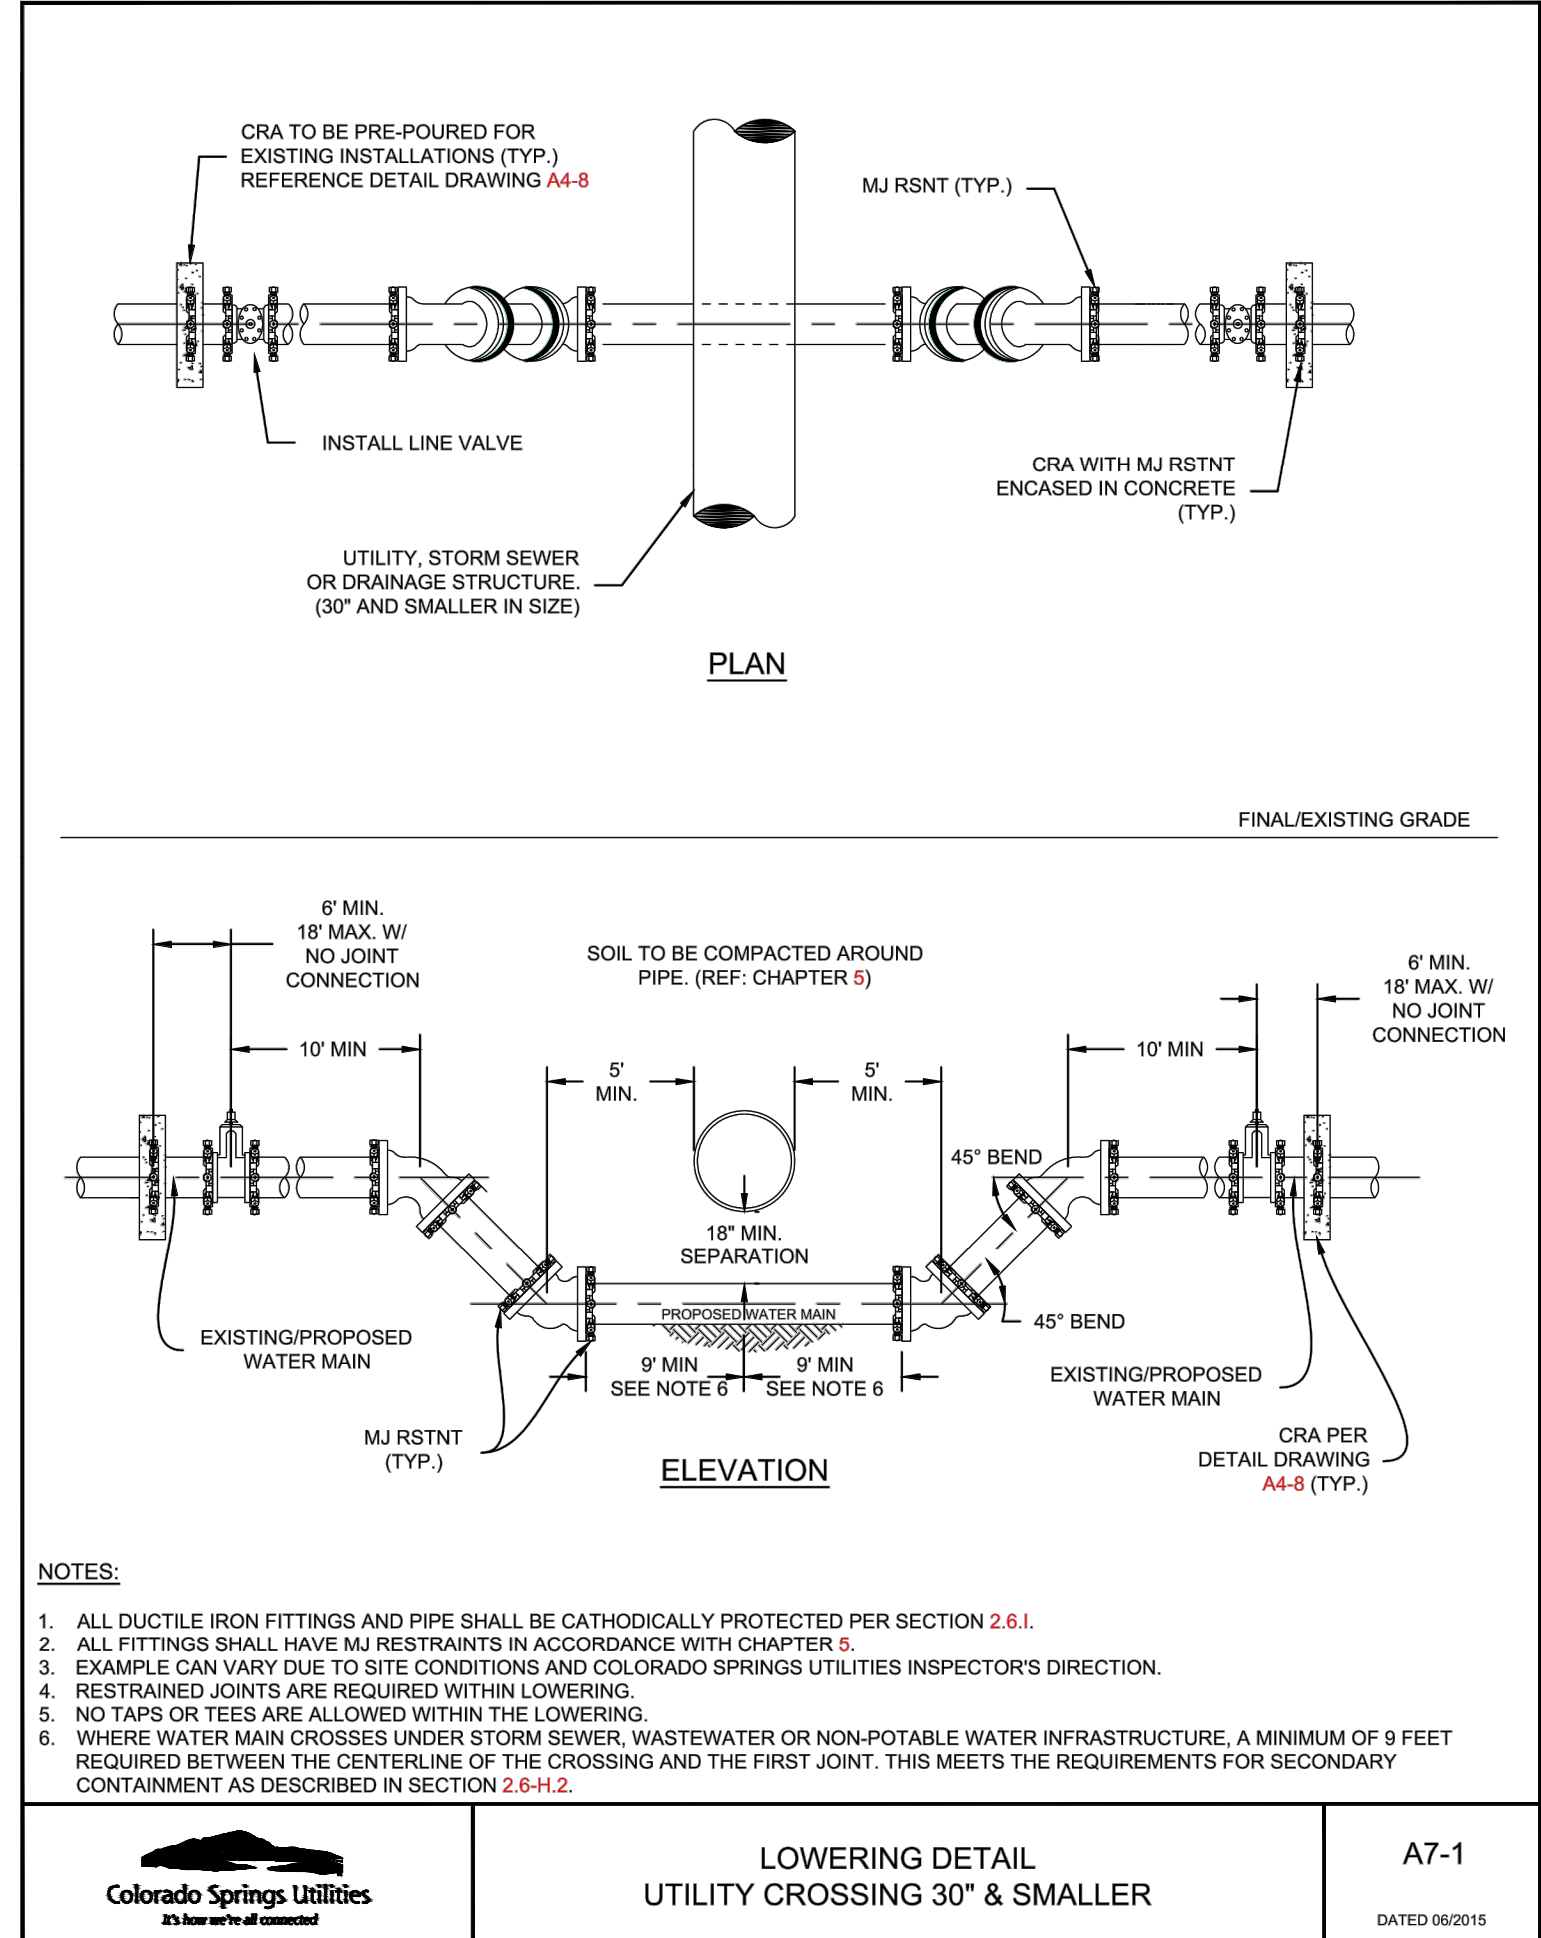 CRA TO BE PRE-POURED FOR
EXISTING INSTALLATIONS (TYP.)
REFERENCE DETAIL DRAWING A4-8
MJ RSNT (TYP.)
INSTALL LINE VALVE
CRA WITH MJ RSTNT
ENCASED IN CONCRETE
(TYP.)
UTILITY, STORM SEWER
OR DRAINAGE STRUCTURE.
(30" AND SMALLER IN SIZE)
PLAN
FINAL/EXISTING GRADE
6' MIN.
18' MAX. W/
NO JOINT
CONNECTION
SOIL TO BE COMPACTED AROUND
PIPE. (REF: CHAPTER 5)
6' MIN.
18' MAX. W/
NO JOINT
CONNECTION
10' MIN
10' MIN
5'
MIN.
5'
MIN.
45° BEND
18" MIN.
SEPARATION
PROPOSED WATER MAIN
45° BEND
EXISTING/PROPOSED
WATER MAIN
9' MIN
SEE NOTE 6
9' MIN
SEE NOTE 6
EXISTING/PROPOSED
WATER MAIN
MJ RSTNT
(TYP.)
CRA PER
DETAIL DRAWING
A4-8 (TYP.)
ELEVATION
NOTES:
1. ALL DUCTILE IRON FITTINGS AND PIPE SHALL BE CATHODICALLY PROTECTED PER SECTION 2.6.I.
2. ALL FITTINGS SHALL HAVE MJ RESTRAINTS IN ACCORDANCE WITH CHAPTER 5.
3. EXAMPLE CAN VARY DUE TO SITE CONDITIONS AND COLORADO SPRINGS UTILITIES INSPECTOR'S DIRECTION.
4. RESTRAINED JOINTS ARE REQUIRED WITHIN LOWERING.
5. NO TAPS OR TEES ARE ALLOWED WITHIN THE LOWERING.
6. WHERE WATER MAIN CROSSES UNDER STORM SEWER, WASTEWATER OR NON-POTABLE WATER INFRASTRUCTURE, A MINIMUM OF 9 FEET
REQUIRED BETWEEN THE CENTERLINE OF THE CROSSING AND THE FIRST JOINT. THIS MEETS THE REQUIREMENTS FOR SECONDARY
CONTAINMENT AS DESCRIBED IN SECTION 2.6-H.2.
Colorado Springs Utilities
It's how we're all connected
LOWERING DETAIL
UTILITY CROSSING 30" & SMALLER
A7-1
DATED 06/2015